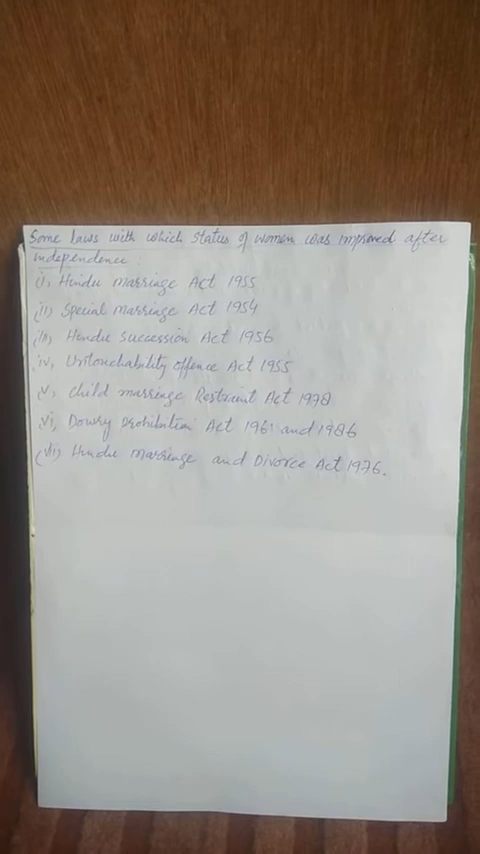 Some laws with which status of women was improved after
independence :
(i) Hindu marriage Act 1955
(ii) Special marriage Act 1954
(iii) Hindu succession Act 1956
iv, Untouchability offence Act 1955
v, child marriage Restraint Act 1978
vi, Dowry Prohibition Act 1961 and 1986
(vii) Hindu Marriage and Divorce Act 1976.